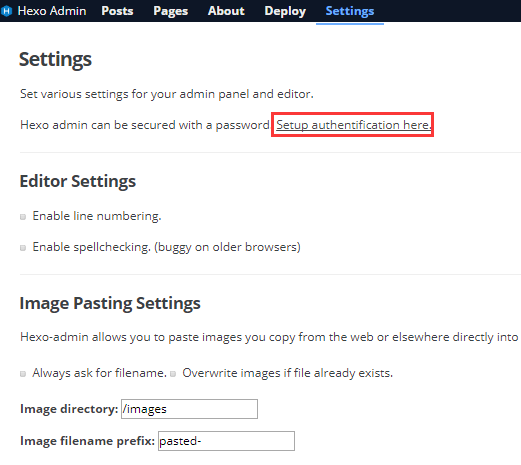 Hexo Admin Posts Pages About Deploy Settings
Settings
Set various settings for your admin panel and editor.
Hexo admin can be secured with a password. Setup authentification here.
Editor Settings
Enable line numbering.
Enable spellchecking. (buggy on older browsers)
Image Pasting Settings
Hexo-admin allows you to paste images you copy from the web or elsewhere directly into
Always ask for filename. Overwrite images if file already exists.
Image directory: /images
Image filename prefix: pasted-